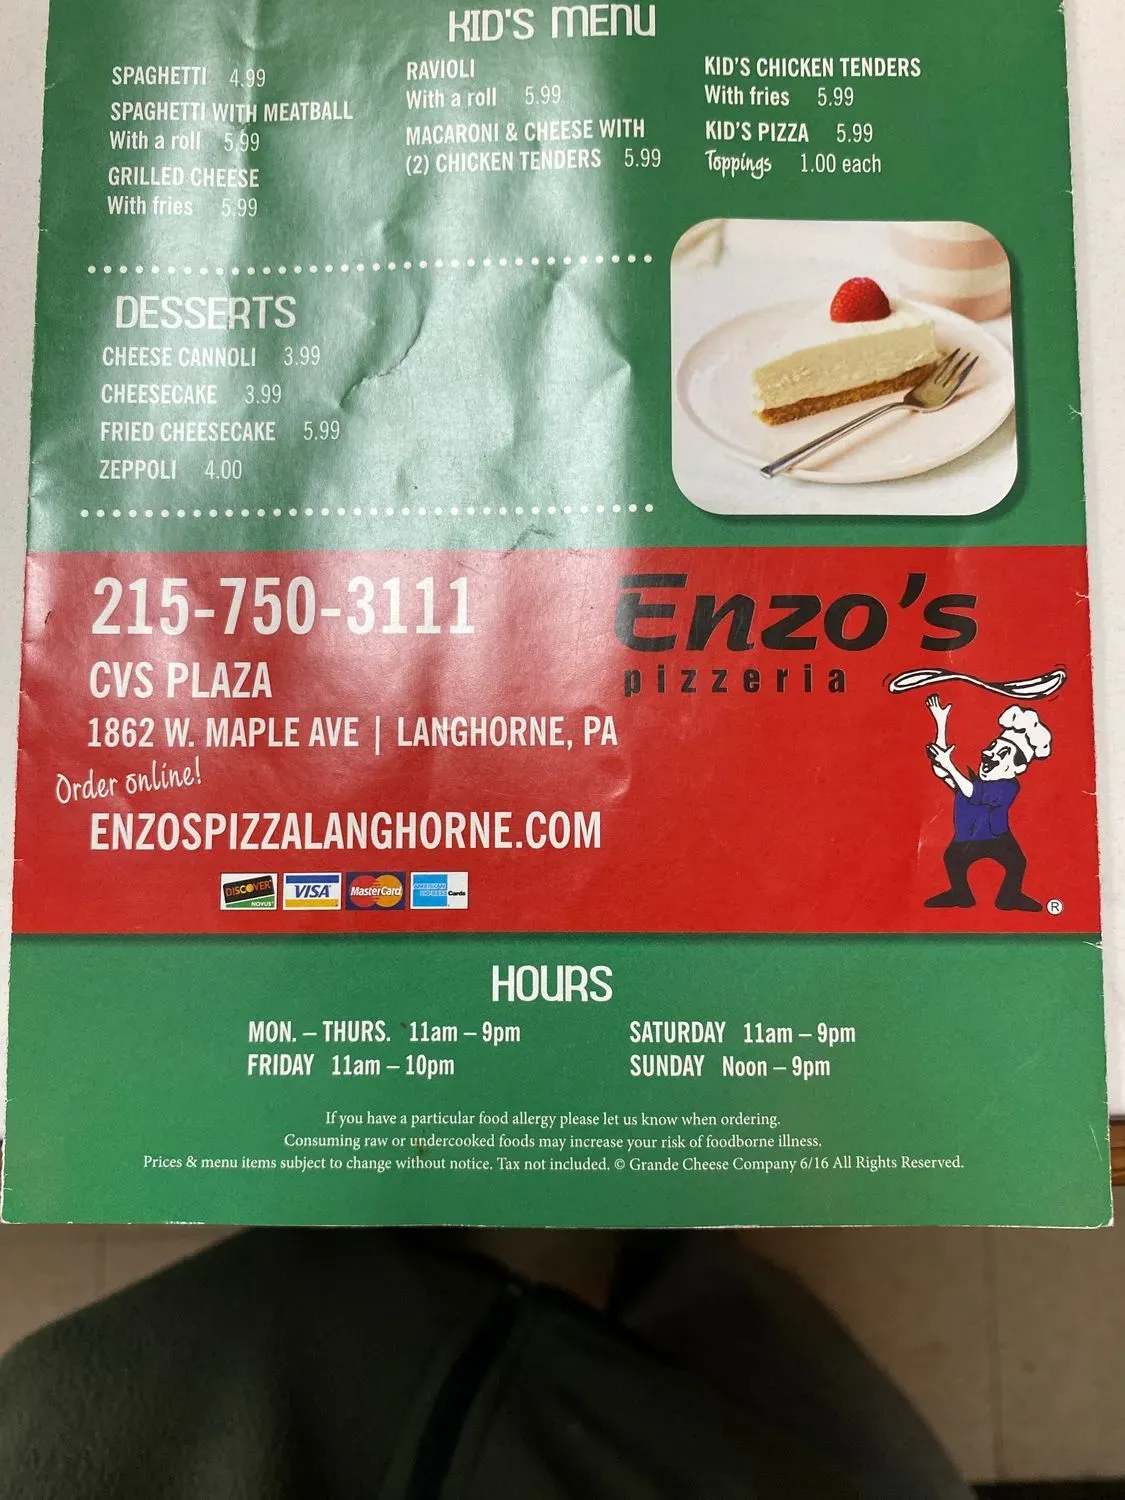 KID'S MENU
SPAGHETTI 4.99
SPAGHETTI WITH MEATBALL
With a roll 5.99
GRILLED CHEESE
With fries 5.99
RAVIOLI
With a roll 5.99
MACARONI & CHEESE WITH
(2) CHICKEN TENDERS 5.99
KID'S CHICKEN TENDERS
With fries 5.99
KID'S PIZZA 5.99
Toppings 1.00 each
DESSERTS
CHEESE CANNOLI 3.99
CHEESECAKE 3.99
FRIED CHEESECAKE 5.99
ZEPPOLI 4.00
215-750-3111
CVS PLAZA
1862 W. MAPLE AVE | LANGHORNE, PA
Order online!
ENZOSPIZZALANGHORNE.COM
DISCOVER
NOVUS
VISA
MasterCard
AMERICAN
EXPRESS Cards
Enzo's
pizzeria
®
HOURS
MON. – THURS. 11am – 9pm
FRIDAY 11am – 10pm
SATURDAY 11am – 9pm
SUNDAY Noon – 9pm
If you have a particular food allergy please let us know when ordering.
Consuming raw or undercooked foods may increase your risk of foodborne illness.
Prices & menu items subject to change without notice. Tax not included. © Grande Cheese Company 6/16 All Rights Reserved.